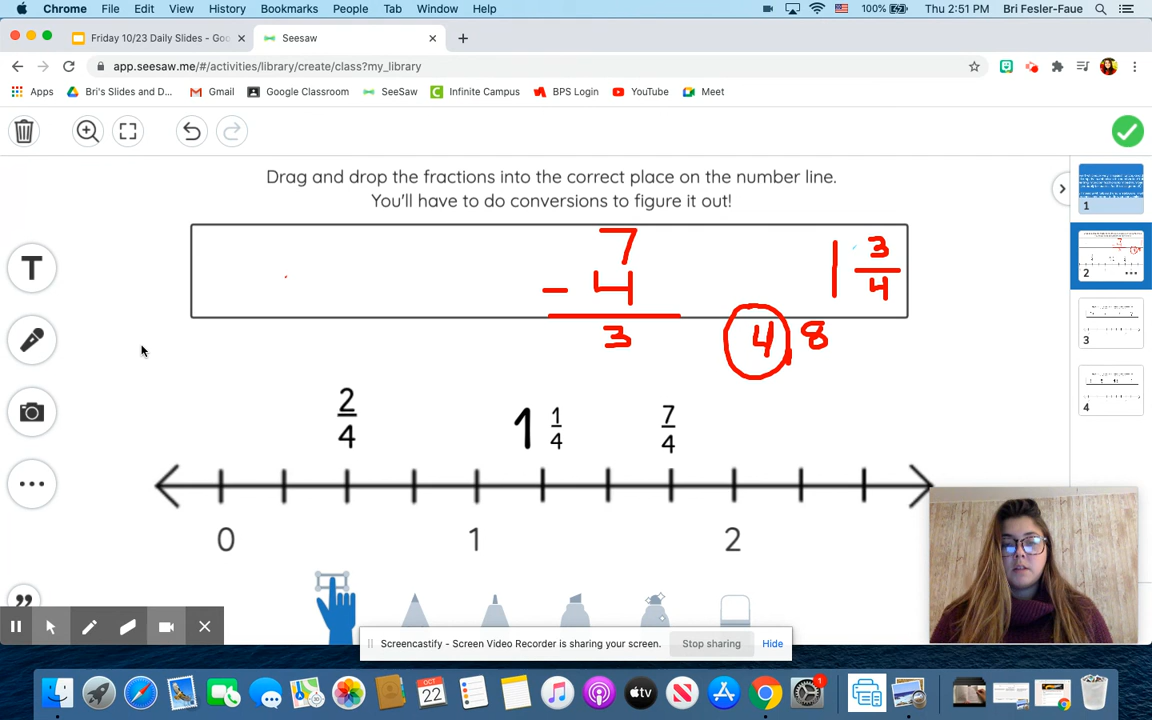 Chrome File Edit View History Bookmarks People Tab Window Help 100% Thu 2:51 PM Bri Fesler-Faue
Friday 10/23 Daily Slides - Goo Seesaw
app.seesaw.me/#/activities/library/create/class?my_library
Apps Bri's Slides and D... Gmail Google Classroom SeeSaw Infinite Campus BPS Login YouTube Meet
Drag and drop the fractions into the correct place on the number line.
You'll have to do conversions to figure it out!
7
- 4
3
4, 8
1 3/4
2/4 1 1/4 7/4
0 1 2
1
2
3
4
T
Screencastify - Screen Video Recorder is sharing your screen. Stop sharing Hide
OCT
22
tv
1